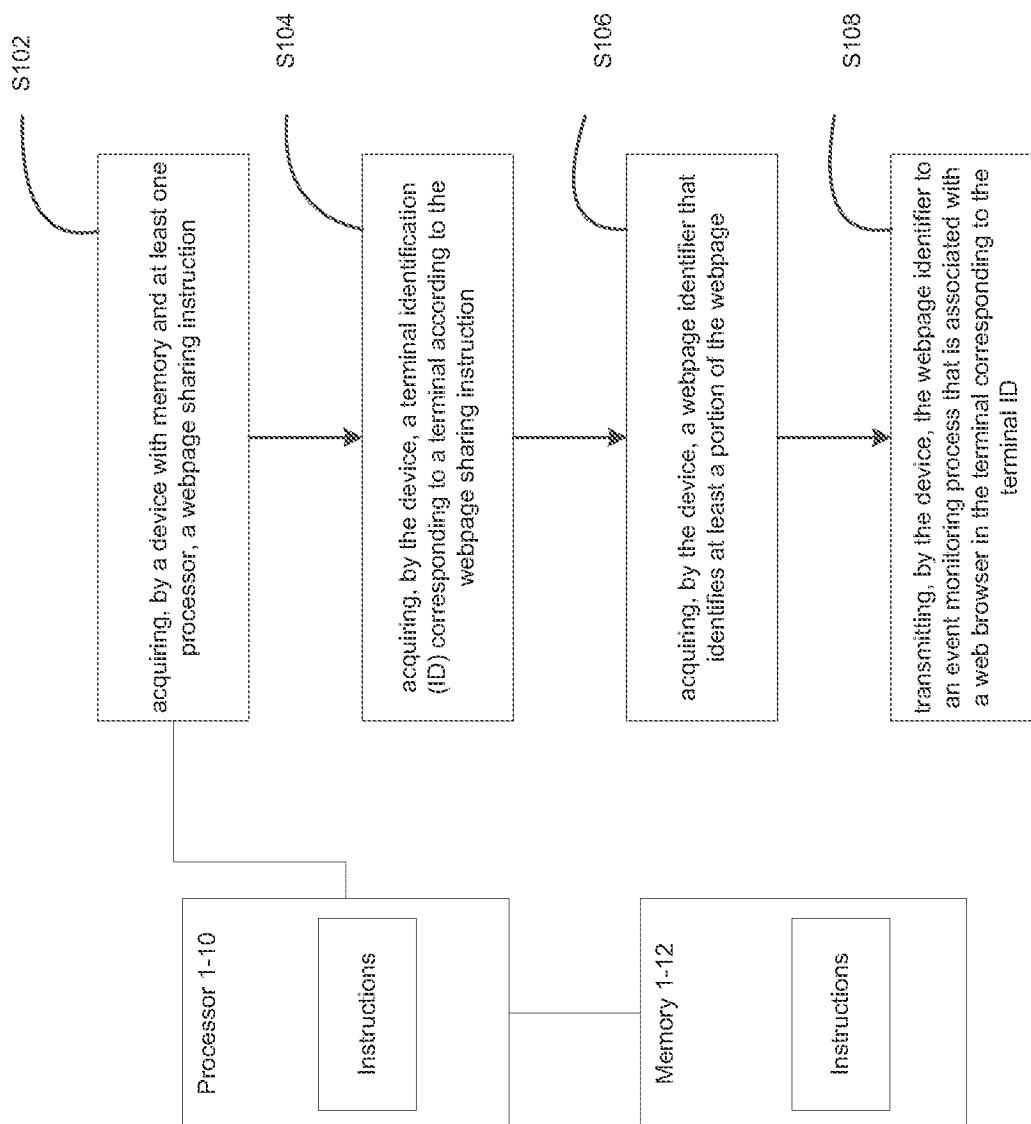 Processor 1-10
Instructions
Memory 1-12
Instructions
acquiring, by a device with memory and at least one
processor, a webpage sharing instruction
S102
acquiring, by the device, a terminal identification
(ID) corresponding to a terminal according to the
webpage sharing instruction
S104
acquiring, by the device, a webpage identifier that
identifies at least a portion of the webpage
S106
transmitting, by the device, the webpage identifier to
an event monitoring process that is associated with
a web browser in the terminal corresponding to the
terminal ID
S108